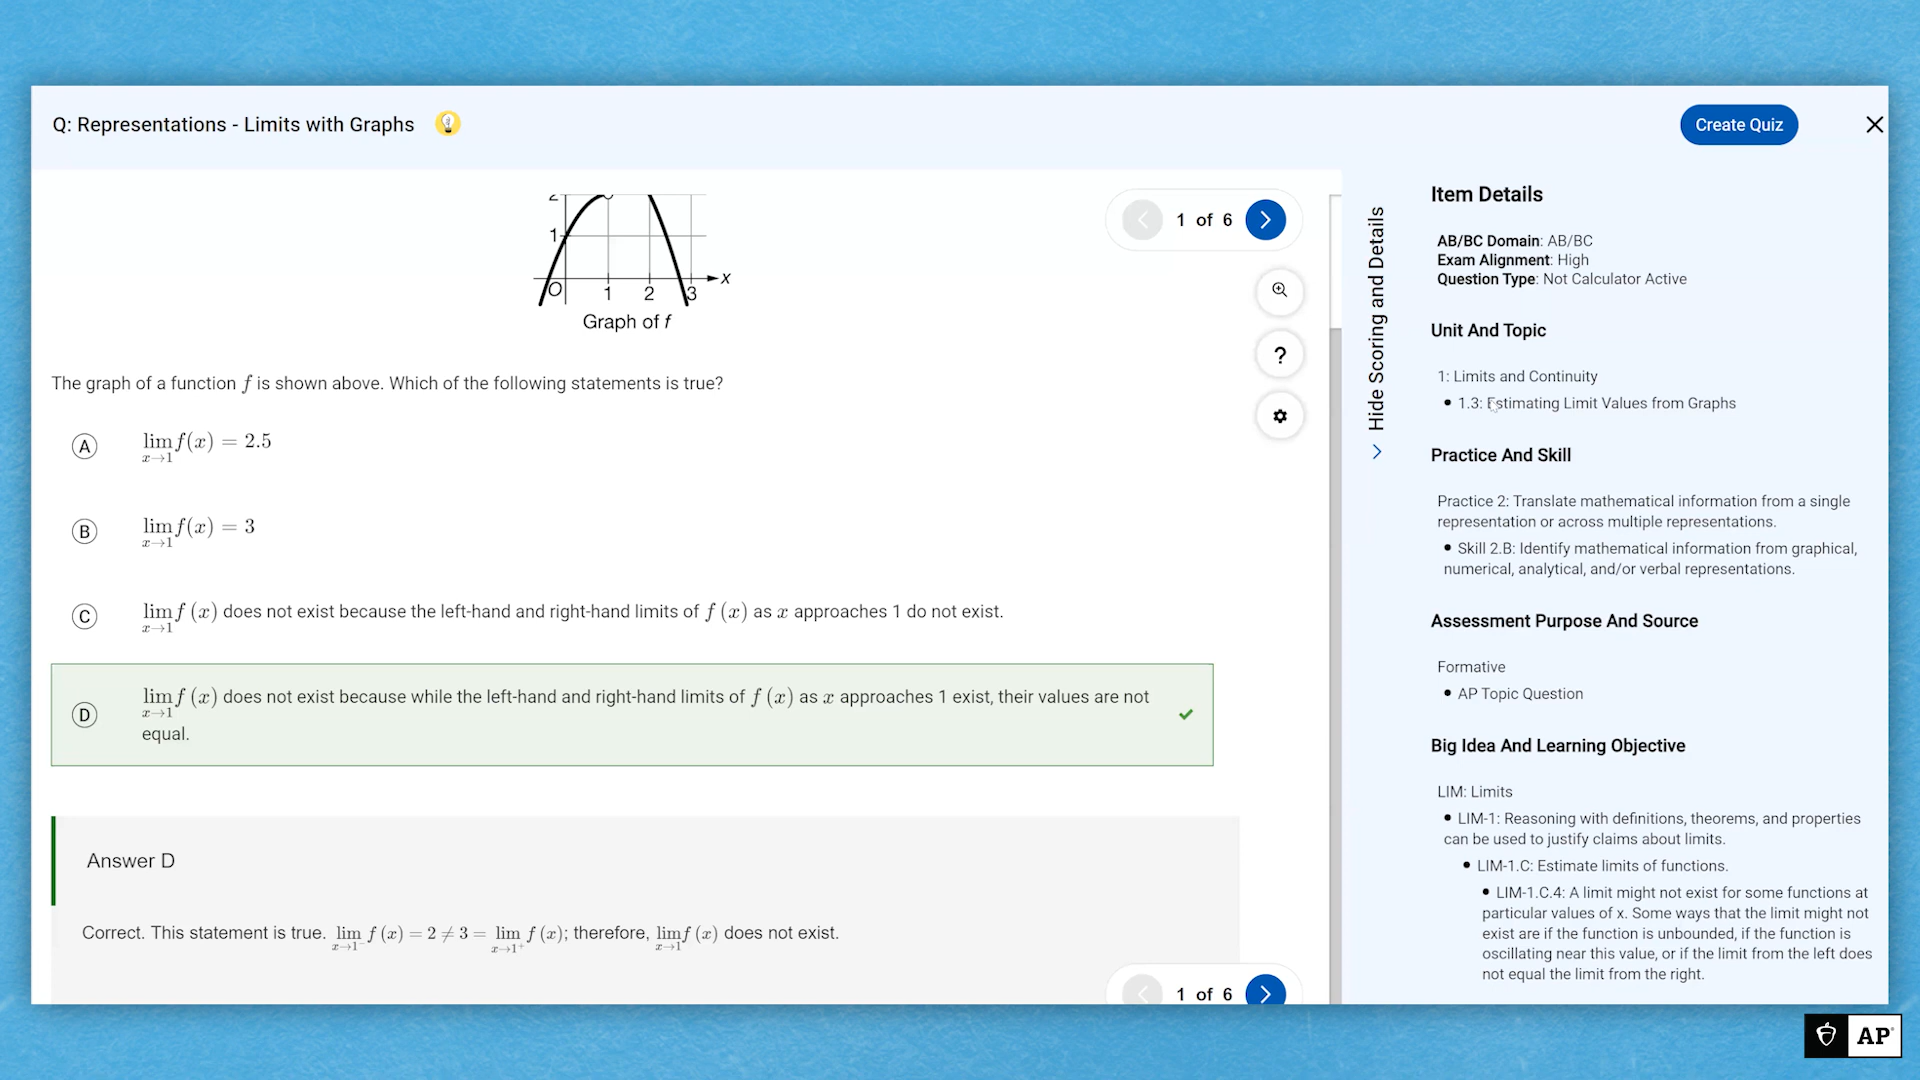 Q: Representations - Limits with Graphs
Create Quiz
2
1
O
1 2 3
x
Graph of f
1 of 6
?
The graph of a function f is shown above. Which of the following statements is true?
A lim x→1 f(x) = 2.5
B lim x→1 f(x) = 3
C lim x→1 f (x) does not exist because the left-hand and right-hand limits of f (x) as x approaches 1 do not exist.
D lim x→1 f (x) does not exist because while the left-hand and right-hand limits of f (x) as x approaches 1 exist, their values are not
equal.
Answer D
Correct. This statement is true. lim x→1⁻ f (x) = 2 ≠ 3 = lim x→1⁺ f (x); therefore, lim x→1 f (x) does not exist.
1 of 6
Hide Scoring and Details
Item Details
AB/BC Domain: AB/BC
Exam Alignment: High
Question Type: Not Calculator Active
Unit And Topic
1: Limits and Continuity
• 1.3: Estimating Limit Values from Graphs
Practice And Skill
Practice 2: Translate mathematical information from a single
representation or across multiple representations.
• Skill 2.B: Identify mathematical information from graphical,
numerical, analytical, and/or verbal representations.
Assessment Purpose And Source
Formative
• AP Topic Question
Big Idea And Learning Objective
LIM: Limits
• LIM-1: Reasoning with definitions, theorems, and properties
can be used to justify claims about limits.
• LIM-1.C: Estimate limits of functions.
• LIM-1.C.4: A limit might not exist for some functions at
particular values of x. Some ways that the limit might not
exist are if the function is unbounded, if the function is
oscillating near this value, or if the limit from the left does
not equal the limit from the right.
AP®